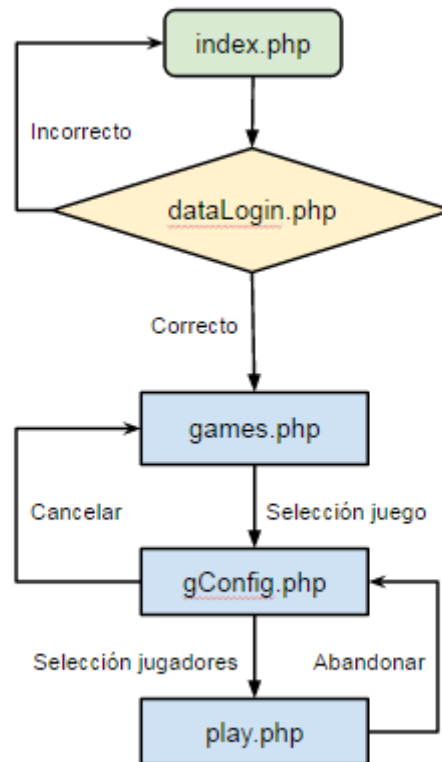 index.php
Incorrecto
dataLogin.php
Correcto
games.php
Cancelar
Selección juego
gConfig.php
Selección jugadores
Abandonar
play.php